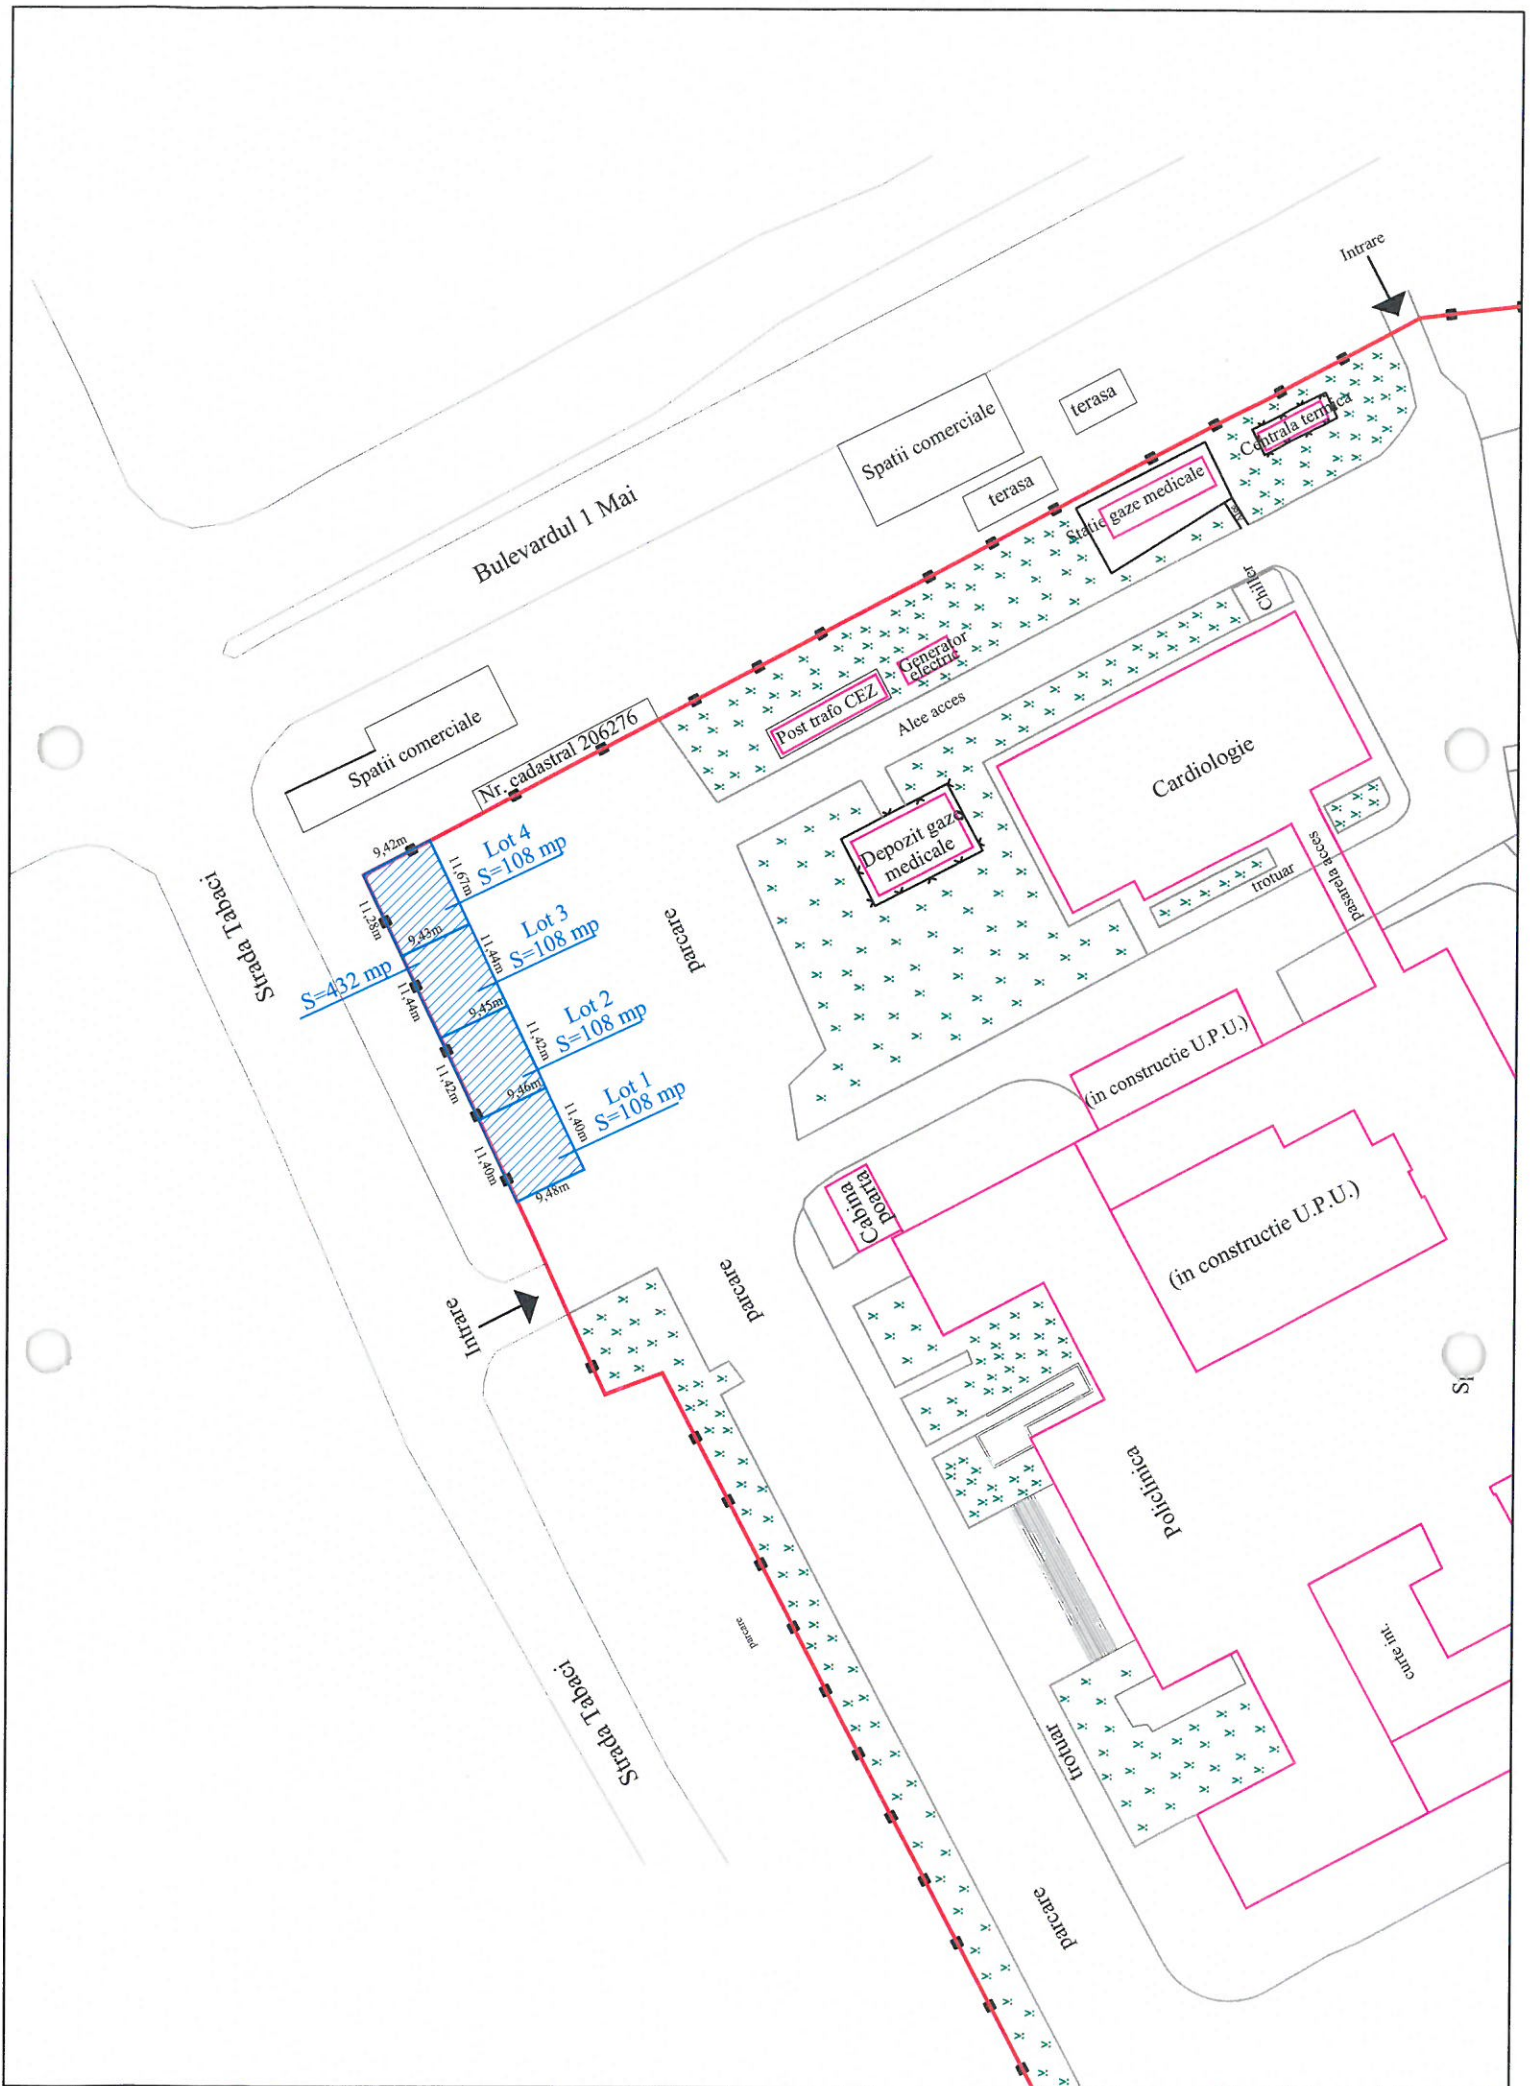 Intrare
Spatii comerciale
terasa
terasa
Centrala termica
Statie gaze medicale
Bulevardul 1 Mai
Chiller
Generator
electric
Post trafo CEZ
Alee acces
Nr. cadastral 206276
Spatii comerciale
Cardiologie
Depozit gaze
medicale
pasarela acces
trotuar
parcare
Strada Tabaci
9,42m
11,67m
Lot 4
S=108 mp
11,28m
9,43m
11,44m
Lot 3
S=108 mp
S=432 mp
11,44m
9,45m
11,42m
Lot 2
S=108 mp
11,42m
9,46m
11,40m
Lot 1
S=108 mp
11,40m
9,48m
(in constructie U.P.U.)
(in constructie U.P.U.)
Cabina
poarta
parcare
Intrare
Policlinica
parcare
curte int.
Strada Tabaci
trotuar
parcare